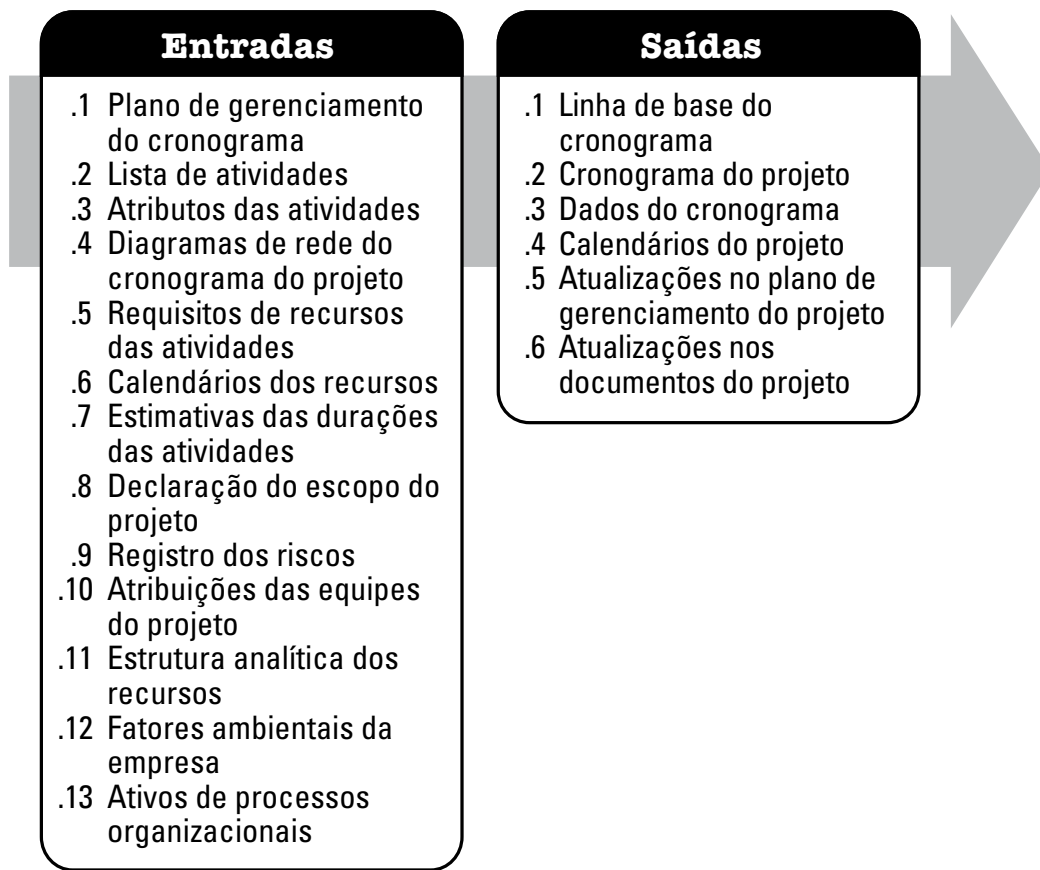 Entradas
.1 Plano de gerenciamento
do cronograma
.2 Lista de atividades
.3 Atributos das atividades
.4 Diagramas de rede do
cronograma do projeto
.5 Requisitos de recursos
das atividades
.6 Calendários dos recursos
.7 Estimativas das durações
das atividades
.8 Declaração do escopo do
projeto
.9 Registro dos riscos
.10 Atribuições das equipes
do projeto
.11 Estrutura analítica dos
recursos
.12 Fatores ambientais da
empresa
.13 Ativos de processos
organizacionais
Saídas
.1 Linha de base do
cronograma
.2 Cronograma do projeto
.3 Dados do cronograma
.4 Calendários do projeto
.5 Atualizações no plano de
gerenciamento do projeto
.6 Atualizações nos
documentos do projeto